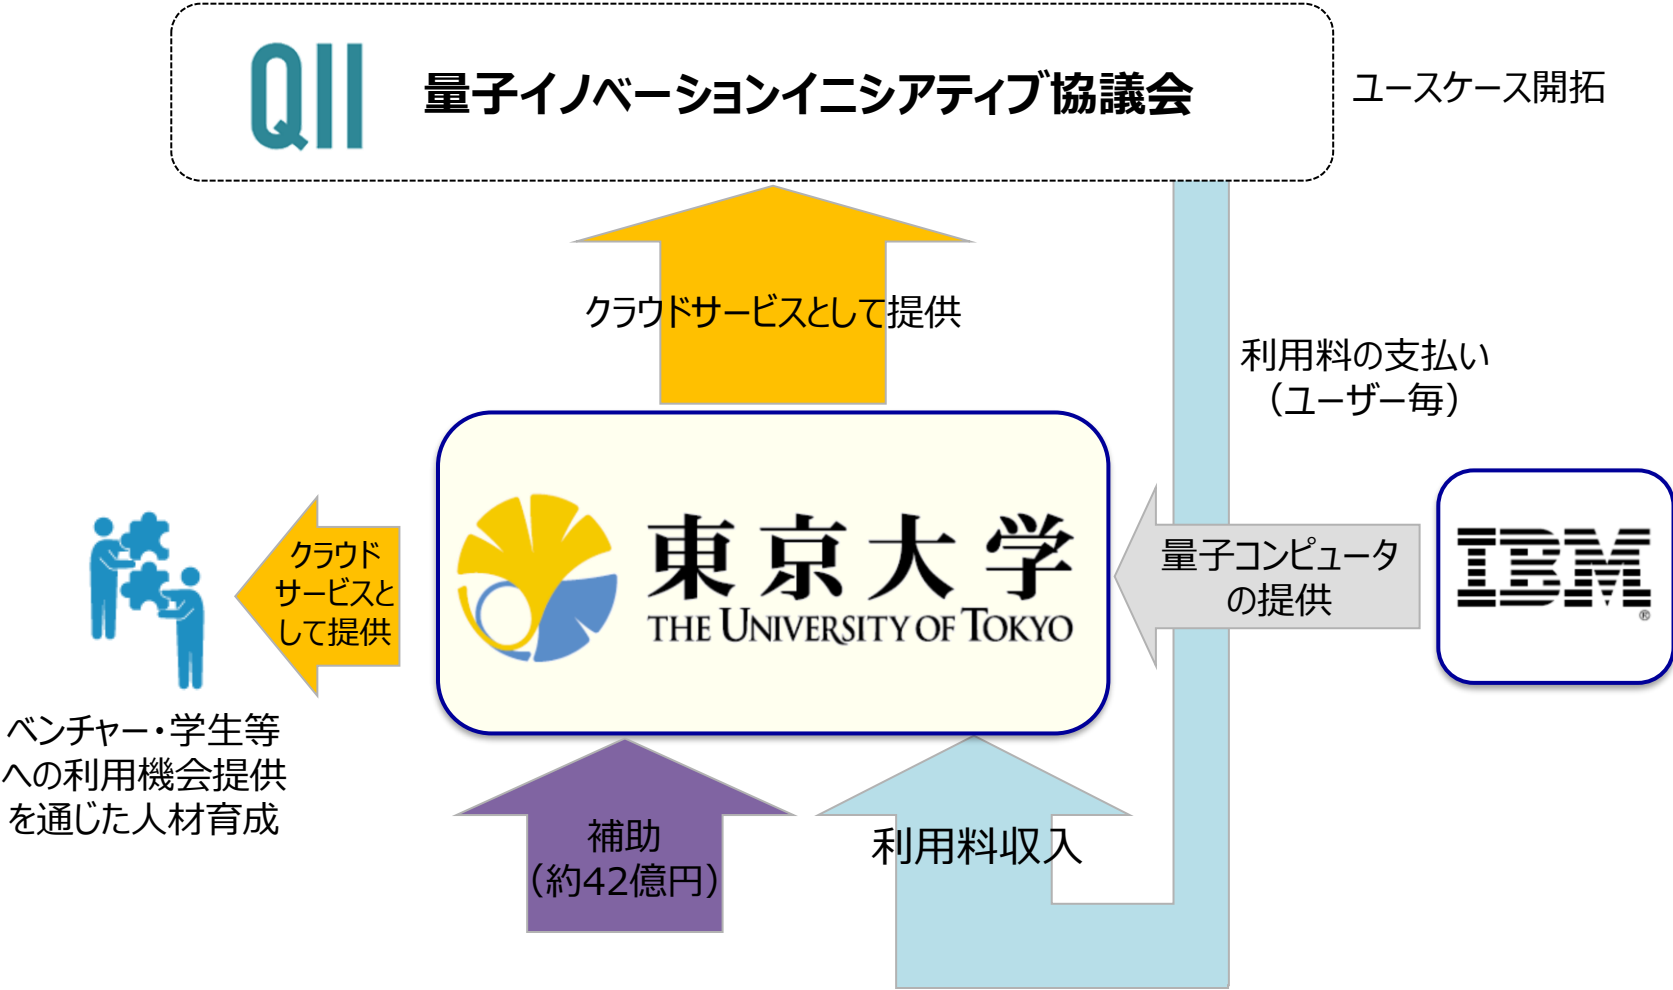 QII 量子イノベーションイニシアティブ協議会
ユースケース開拓
クラウドサービスとして提供
利用料の支払い
（ユーザー毎）
東京大学
THE UNIVERSITY OF TOKYO
量子コンピュータ
の提供
IBM
®
クラウド
サービスと
して提供
ベンチャー・学生等
への利用機会提供
を通じた人材育成
補助
（約42億円）
利用料収入